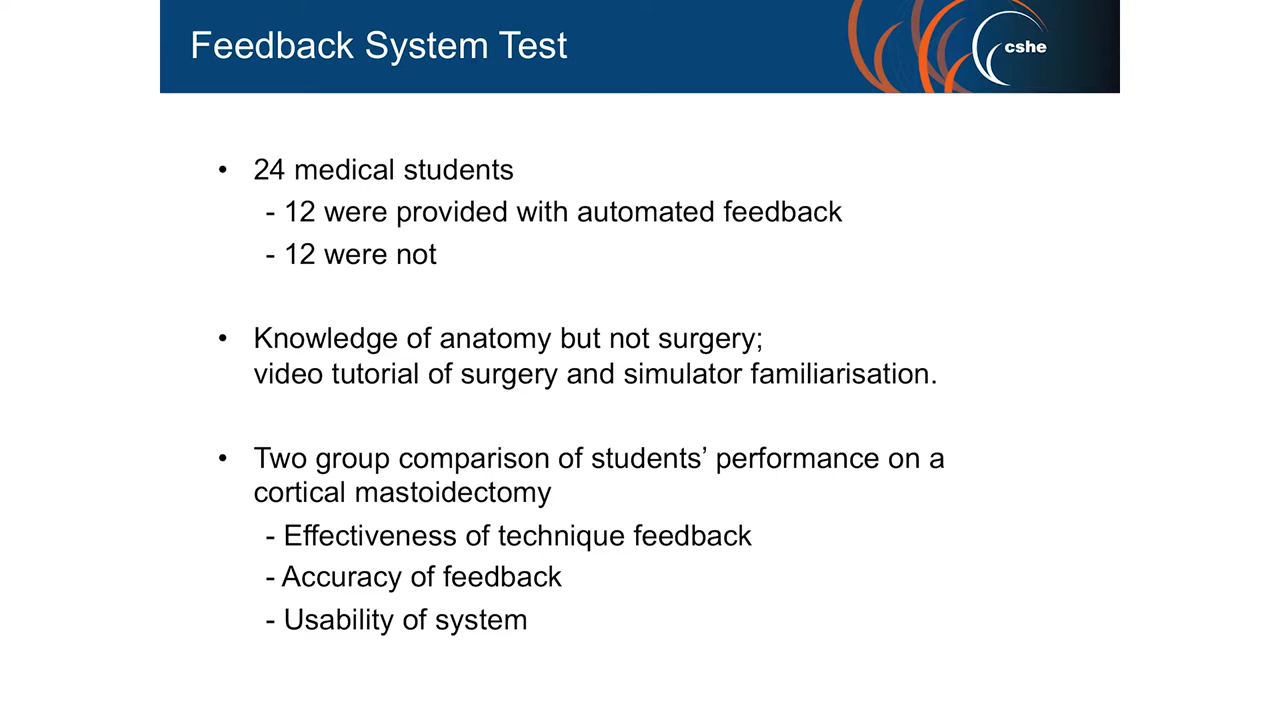 Feedback System Test
cshe
• 24 medical students
- 12 were provided with automated feedback
- 12 were not
• Knowledge of anatomy but not surgery;
video tutorial of surgery and simulator familiarisation.
• Two group comparison of students’ performance on a
cortical mastoidectomy
- Effectiveness of technique feedback
- Accuracy of feedback
- Usability of system